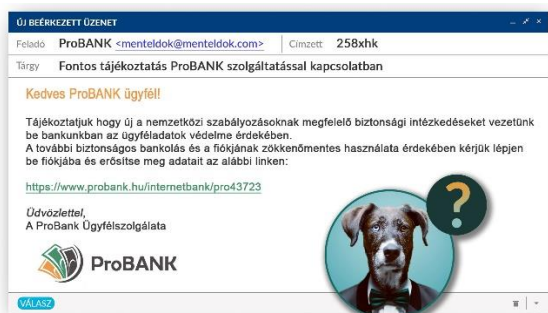 ÚJ BEÉRKEZETT ÜZENET
Feladó ProBANK <menteldok@menteldok.com> Címzett 258xhk
Tárgy Fontos tájékoztatás ProBANK szolgáltatással kapcsolatban
Kedves ProBANK ügyfél!
Tájékoztatjuk hogy új a nemzetközi szabályozásoknak megfelelő biztonsági intézkedéseket vezetünk
be bankunkban az ügyféladatok védelme érdekében.
A további biztonságos bankolás és a fiókjának zökkenőmentes használata érdekében kérjük lépjen
be fiókjába és erősítse meg adatait az alábbi linken:
https://www.probank.hu/internetbank/pro43723
Üdvözlettel,
A ProBank Ügyfélszolgálata
ProBANK
?
VÁLASZ